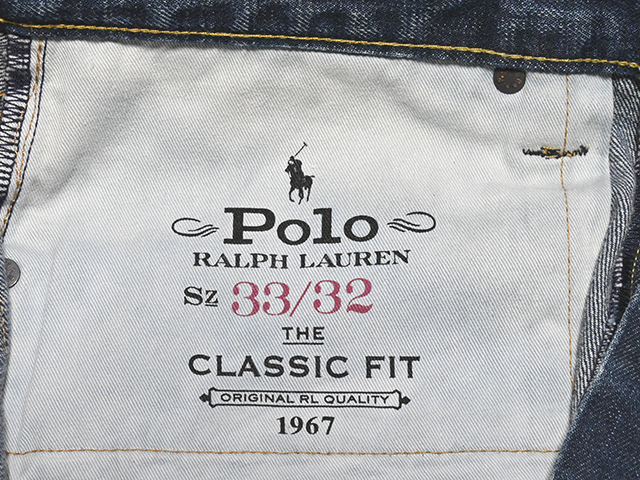 Polo
RALPH LAUREN
Sz 33/32
THE
CLASSIC FIT
ORIGINAL RL QUALITY
1967